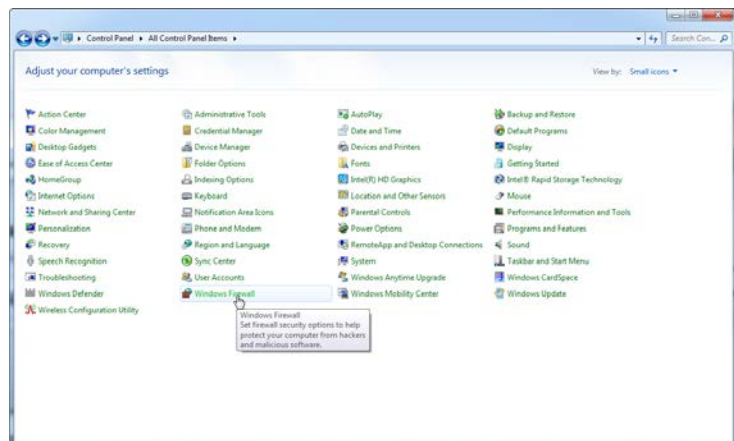 Control Panel ▸ All Control Panel Items ▸
Search Con...
Adjust your computer's settings
View by: Small icons
Action Center
Administrative Tools
AutoPlay
Backup and Restore
Color Management
Credential Manager
Date and Time
Default Programs
Desktop Gadgets
Device Manager
Devices and Printers
Display
Ease of Access Center
Folder Options
Fonts
Getting Started
HomeGroup
Indexing Options
Intel(R) HD Graphics
Intel® Rapid Storage Technology
Internet Options
Keyboard
Location and Other Sensors
Mouse
Network and Sharing Center
Notification Area Icons
Parental Controls
Performance Information and Tools
Personalization
Phone and Modem
Power Options
Programs and Features
Recovery
Region and Language
RemoteApp and Desktop Connections
Sound
Speech Recognition
Sync Center
System
Taskbar and Start Menu
Troubleshooting
User Accounts
Windows Anytime Upgrade
Windows CardSpace
Windows Defender
Windows Firewall
Windows Mobility Center
Windows Update
Wireless Configuration Utility
Windows Firewall
Set firewall security options to help
protect your computer from hackers
and malicious software.